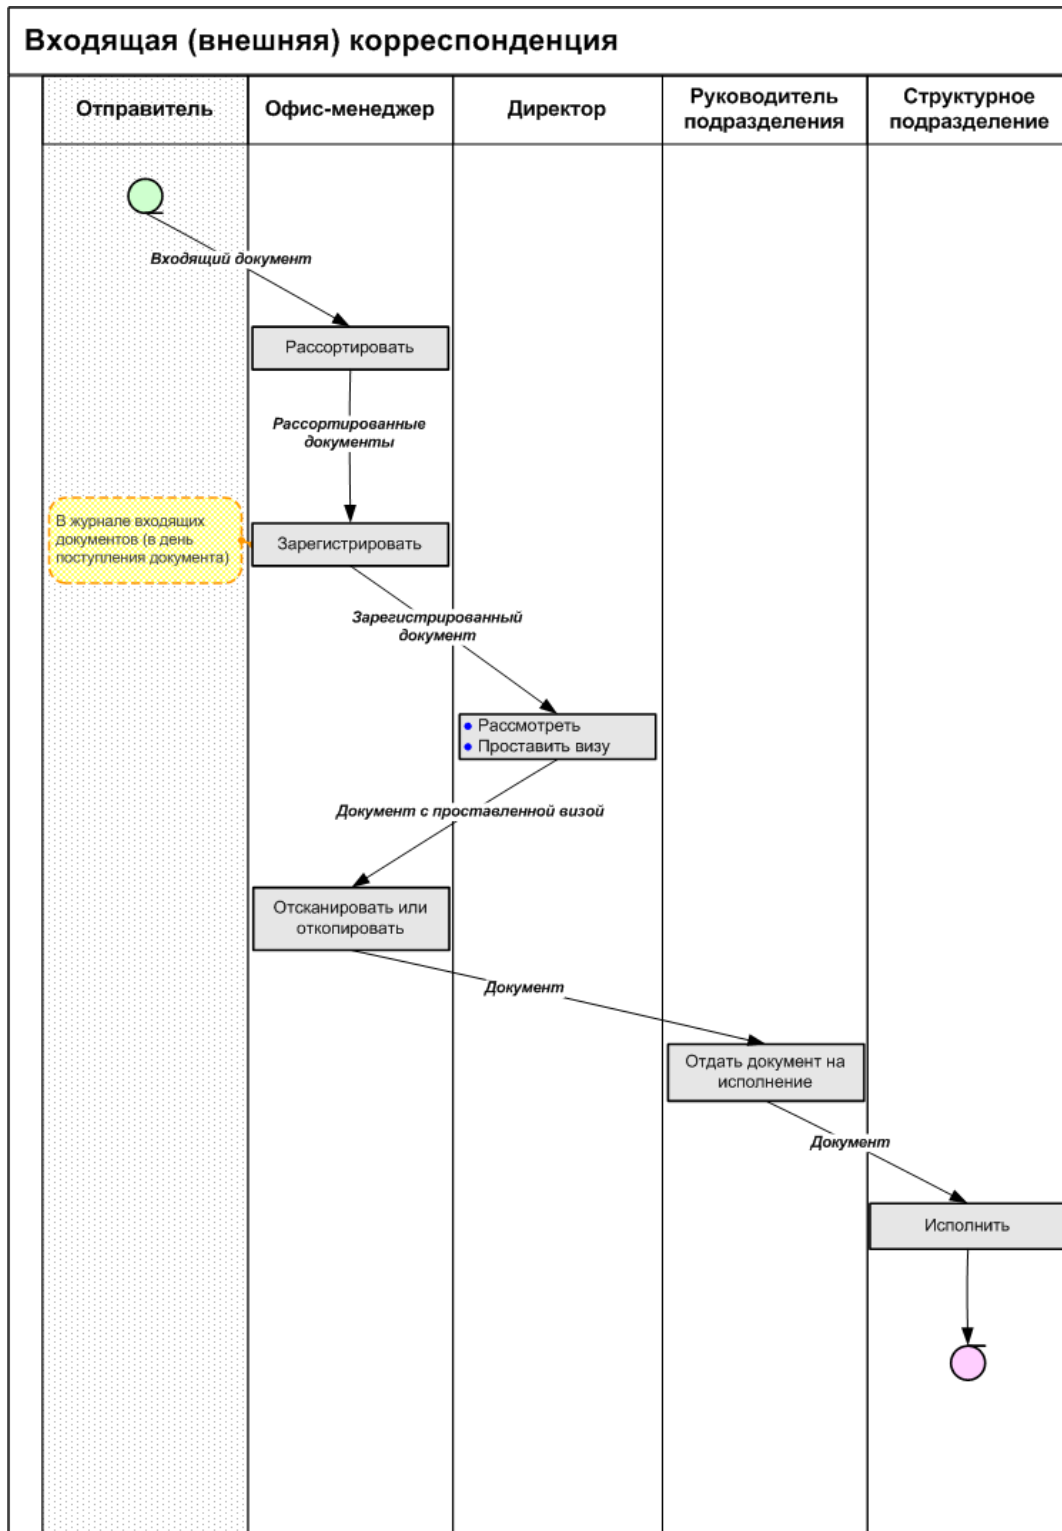 Входящая (внешняя) корреспонденция
Отправитель
Офис-менеджер
Директор
Руководитель
подразделения
Структурное
подразделение
Входящий документ
Рассортировать
Рассортированные
документы
В журнале входящих
документов (в день
поступления документа)
Зарегистрировать
Зарегистрированный
документ
Рассмотреть
Проставить визу
Документ с проставленной визой
Отсканировать или
откопировать
Документ
Отдать документ на
исполнение
Документ
Исполнить